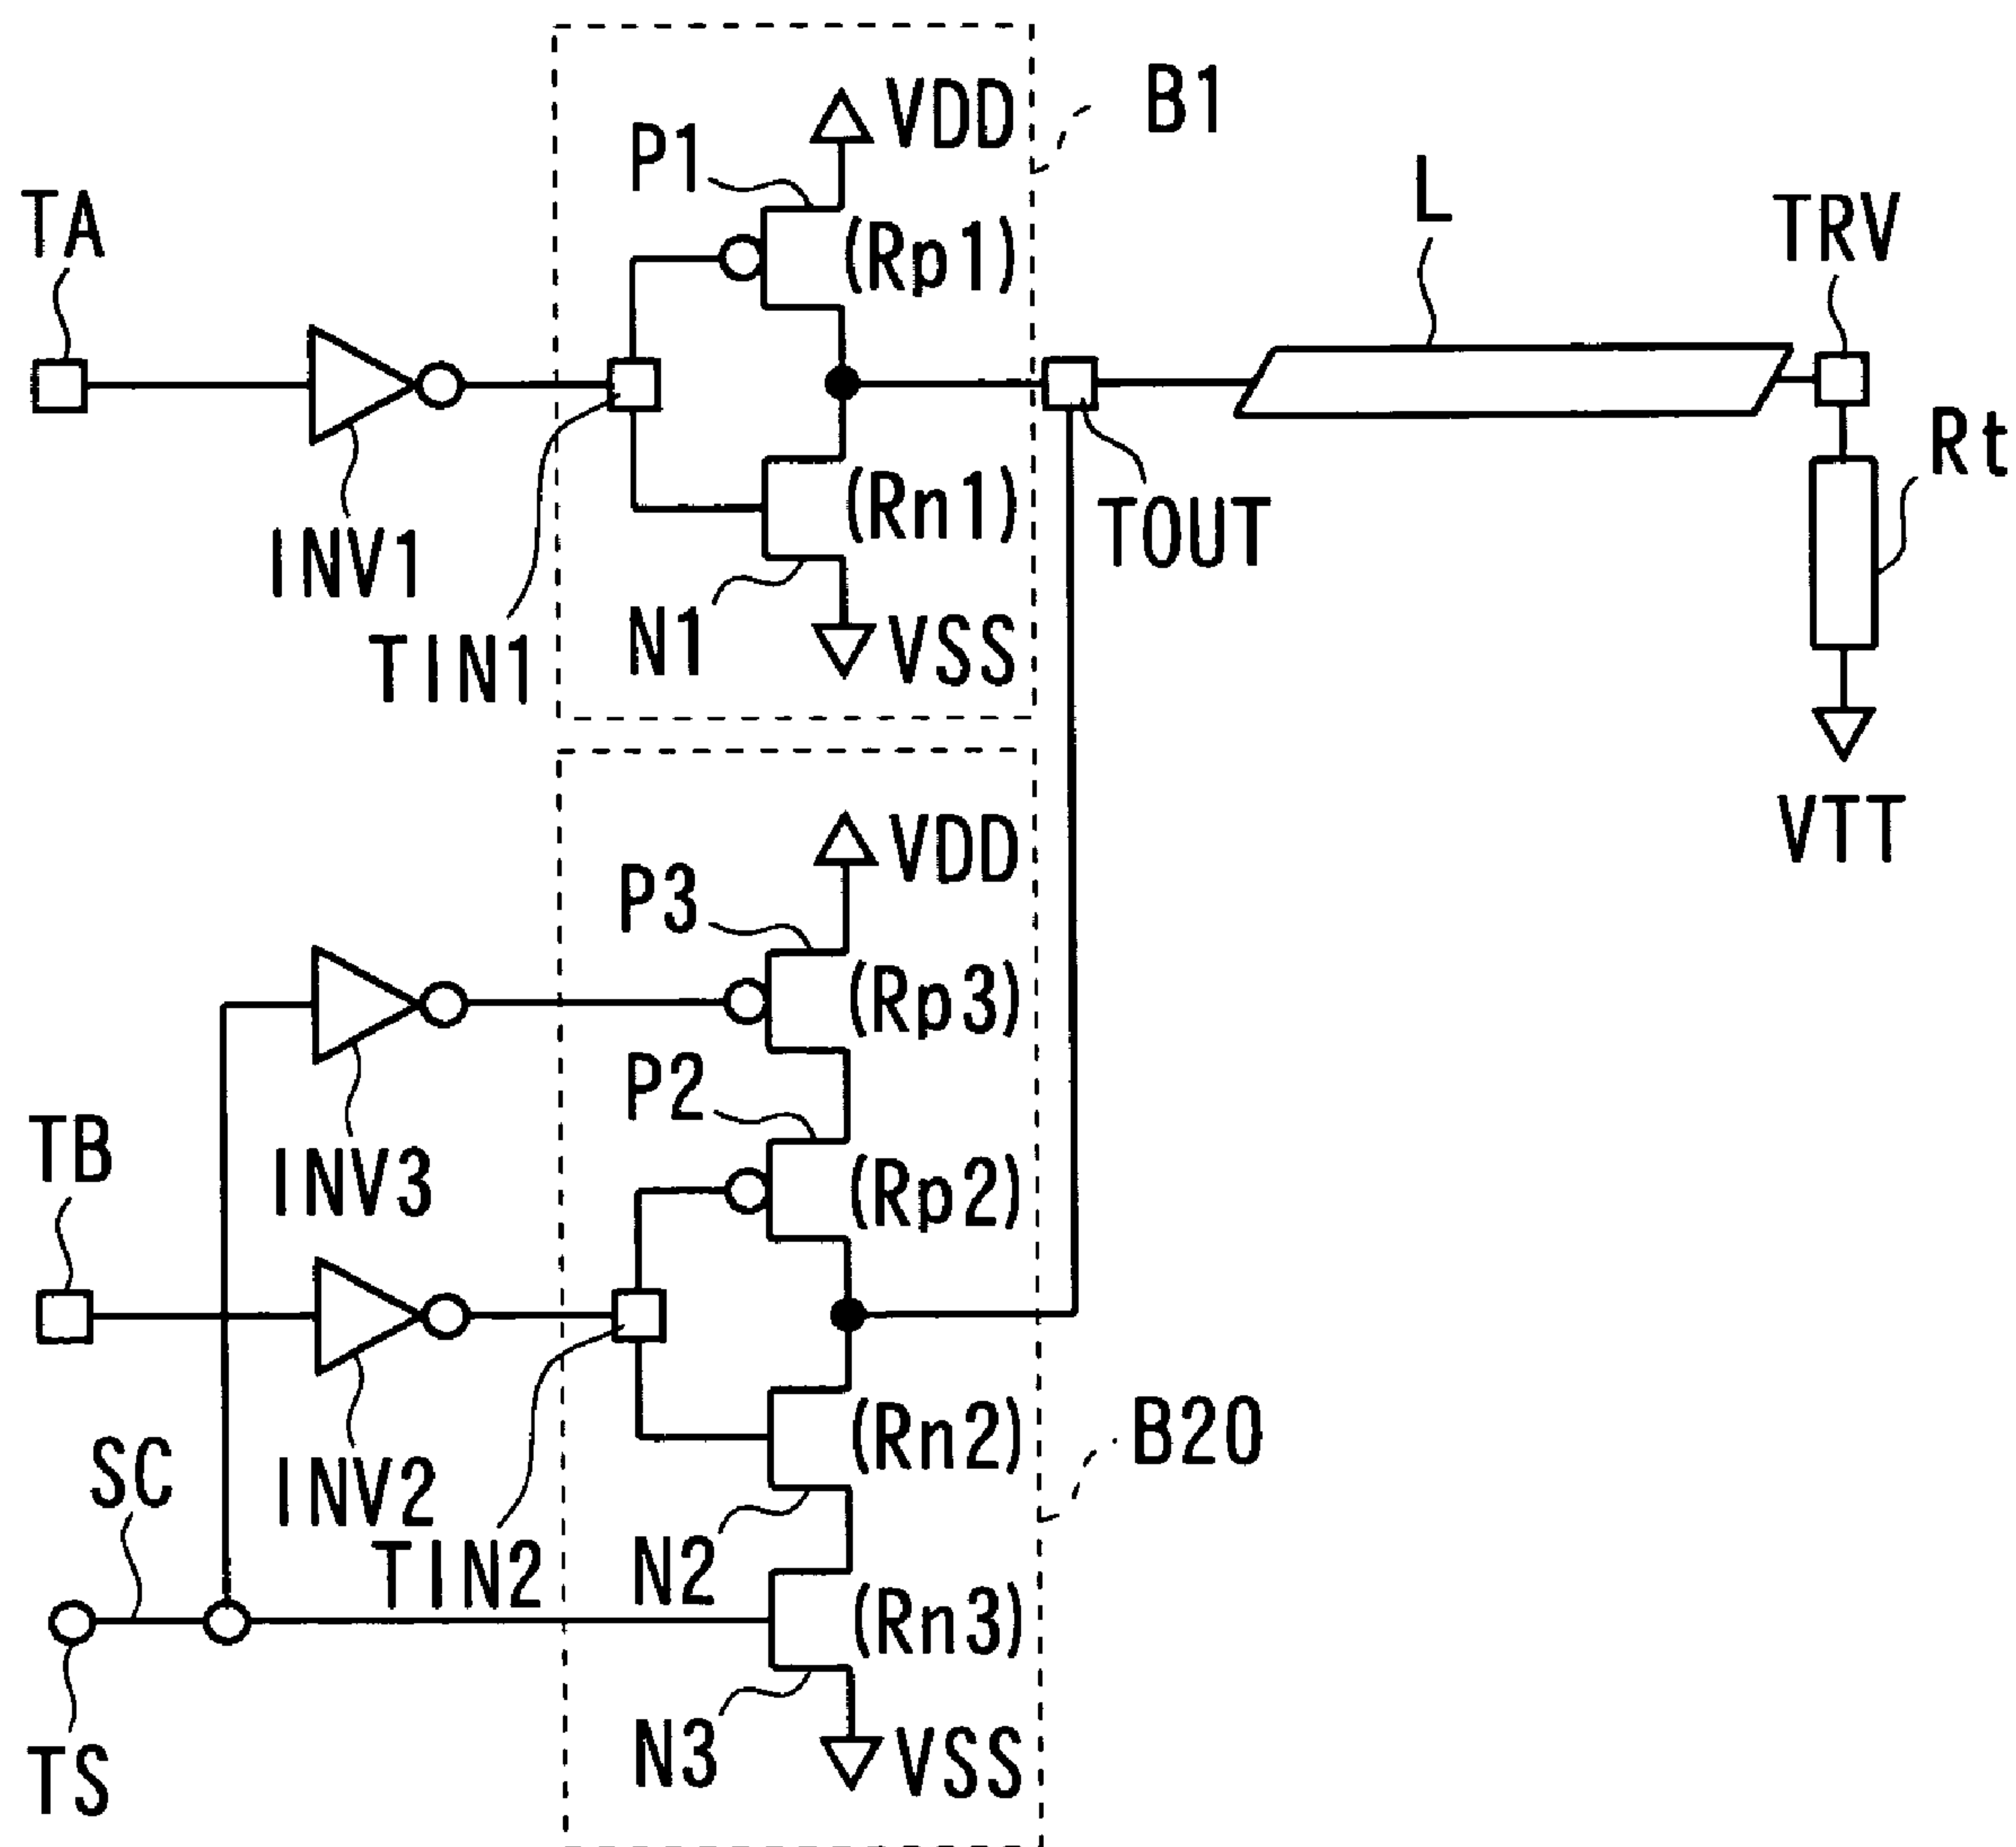 B1
VDD
P1
L
TA
TRV
(Rp1)
Rt
(Rn1)
TOUT
INV1
TIN1
N1
VSS
VTT
VDD
P3
(Rp3)
P2
TB
INV3
(Rp2)
B20
(Rn2)
SC
INV2
TIN2
N2
(Rn3)
N3
VSS
TS